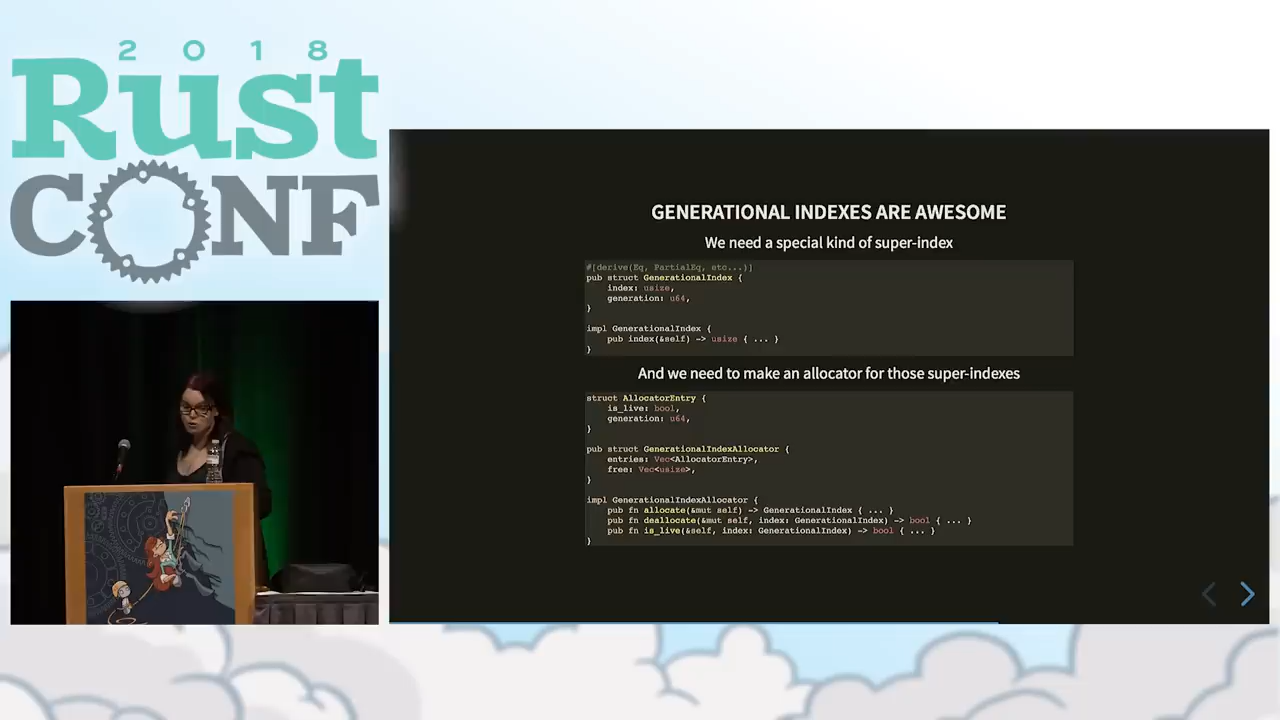 2018
Rust
CONF
GENERATIONAL INDEXES ARE AWESOME
We need a special kind of super-index
#[derive(Eq, PartialEq, etc...)]
pub struct GenerationalIndex {
index: usize,
generation: u64,
}
impl GenerationalIndex {
pub index(&self) -> usize { ... }
}
And we need to make an allocator for those super-indexes
struct AllocatorEntry {
is_live: bool,
generation: u64,
}
pub struct GenerationalIndexAllocator {
entries: Vec<AllocatorEntry>,
free: Vec<usize>,
}
impl GenerationalIndexAllocator {
pub fn allocate(&mut self) -> GenerationalIndex { ... }
pub fn deallocate(&mut self, index: GenerationalIndex) -> bool { ... }
pub fn is_live(&self, index: GenerationalIndex) -> bool { ... }
}